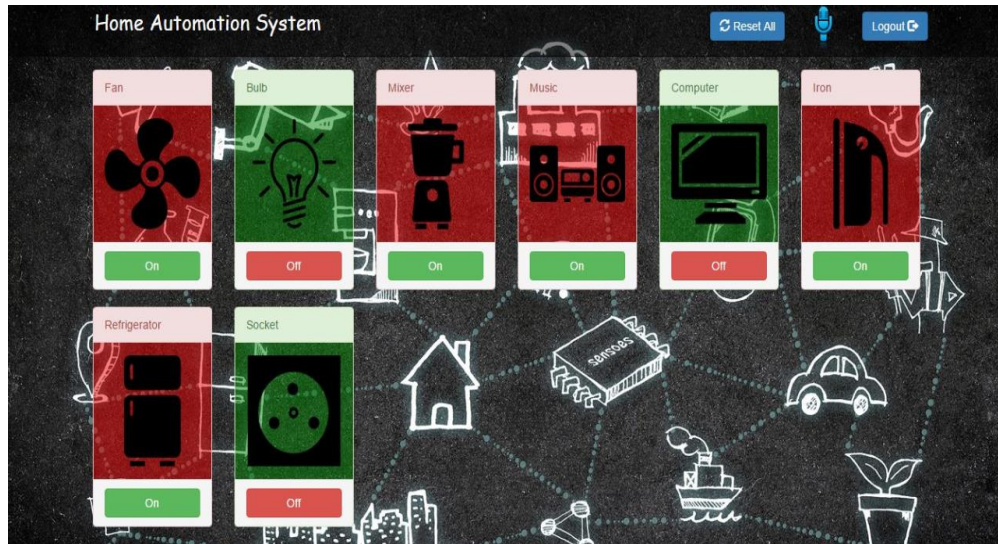 Home Automation System
Reset All
Logout
Fan
Bulb
Mixer
Music
Computer
Iron
On
Off
On
On
Off
On
Refrigerator
Socket
sensoes
On
Off